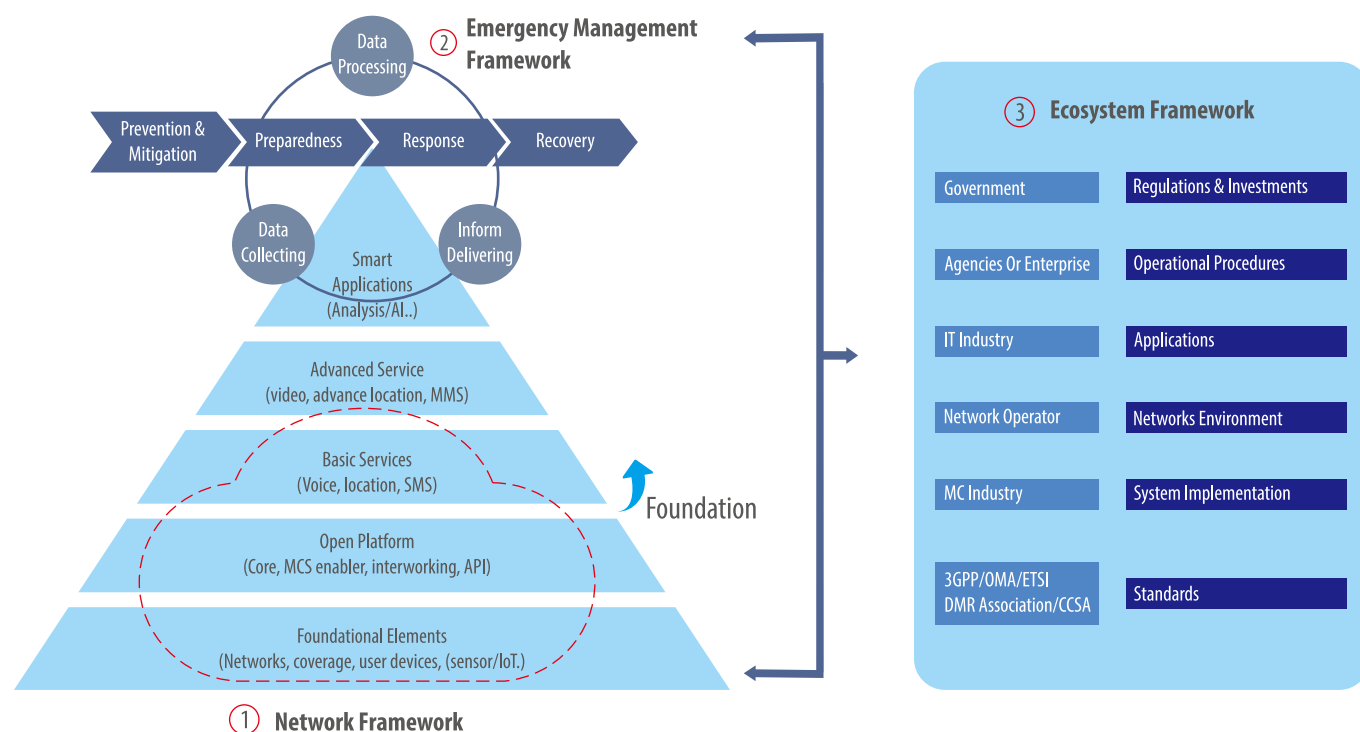 2 Emergency Management
Framework
Data
Processing
Prevention &
Mitigation
Preparedness
Response
Recovery
Data
Collecting
Inform
Delivering
Smart
Applications
(Analysis/AI..)
Advanced Service
(video, advance location, MMS)
Basic Services
(Voice, location, SMS)
Foundation
Open Platform
(Core, MCS enabler, interworking, API)
Foundational Elements
(Networks, coverage, user devices, (sensor/IoT.)
1 Network Framework
3 Ecosystem Framework
Government
Regulations & Investments
Agencies Or Enterprise
Operational Procedures
IT Industry
Applications
Network Operator
Networks Environment
MC Industry
System Implementation
3GPP/OMA/ETSI
DMR Association/CCSA
Standards